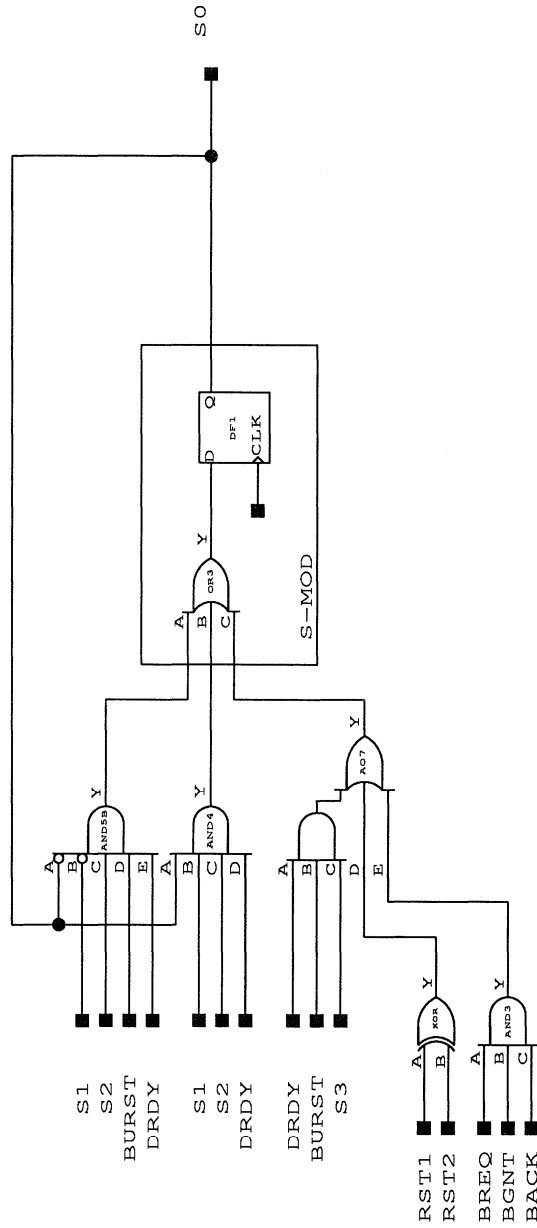 S0
Q
DF1
D
CLK
Y
OR3
A
B
C
S-MOD
Y
AND5B
A
B
C
D
E
Y
AND4
A
B
C
D
Y
AO7
A
B
C
D
E
S1
S2
BURST
DRDY
S1
S2
DRDY
DRDY
BURST
S3
Y
XOR
A
B
Y
AND3
A
B
C
RST1
RST2
BREQ
BGNT
BACK